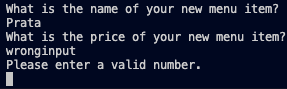 What is the name of your new menu item?
Prata
What is the price of your new menu item?
wronginput
Please enter a valid number.